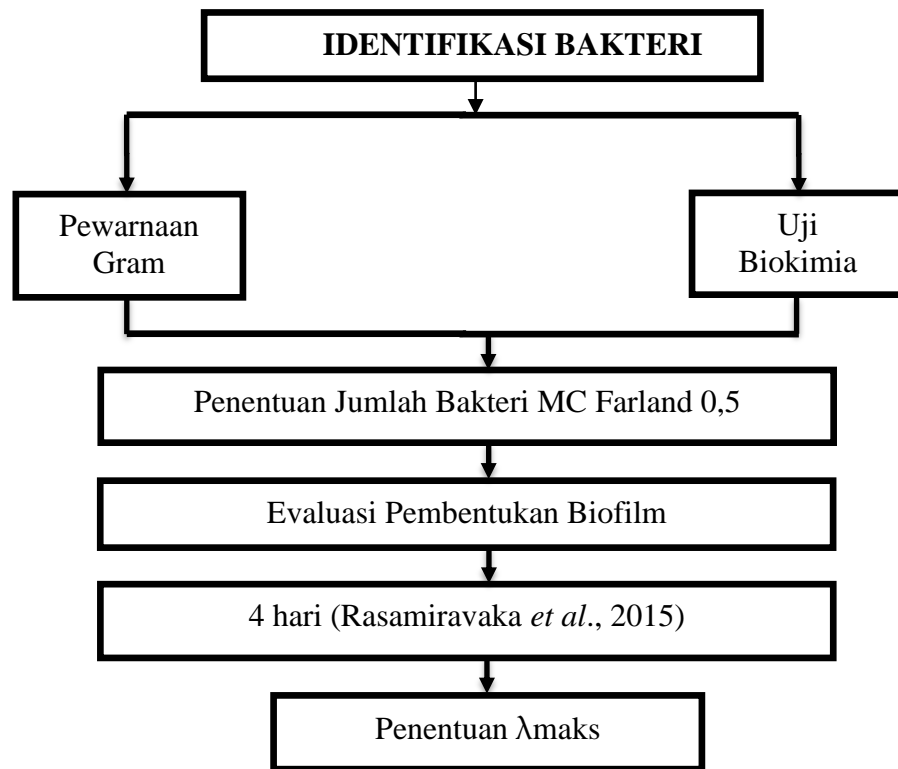 IDENTIFIKASI BAKTERI
Pewarnaan
Gram
Uji
Biokimia
Penentuan Jumlah Bakteri MC Farland 0,5
Evaluasi Pembentukan Biofilm
4 hari (Rasamiravaka et al., 2015)
Penentuan λmaks